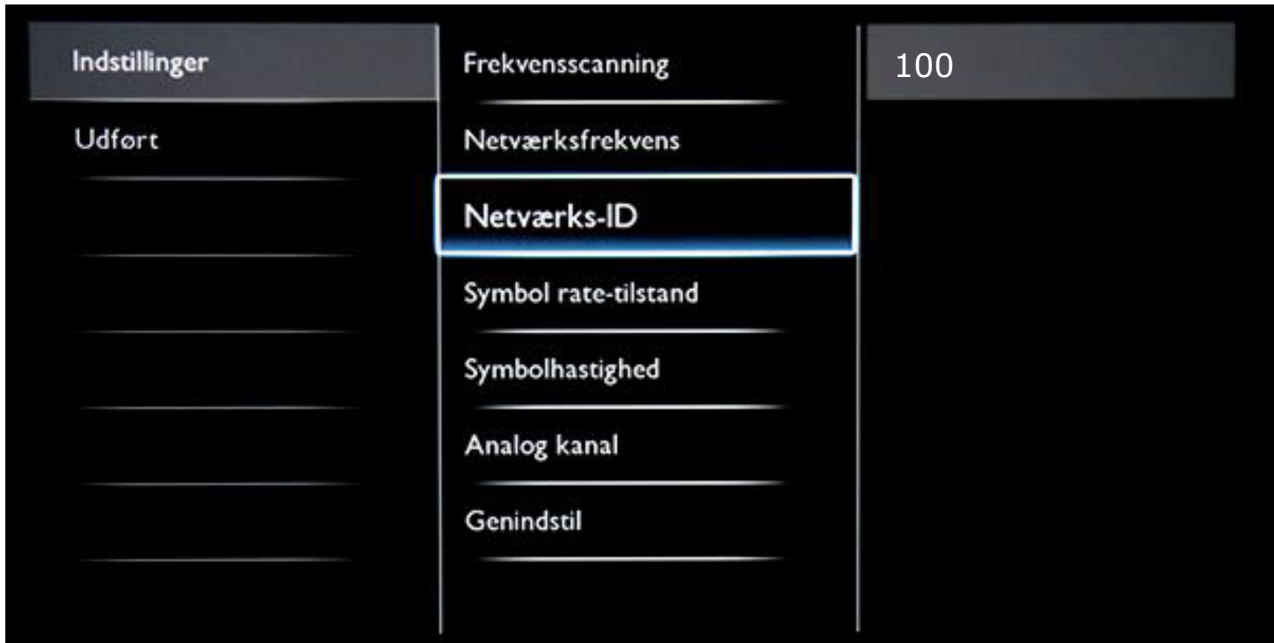 Indstillinger
Udført
Frekvensscanning
Netværksfrekvens
Netværks-ID
Symbol rate-tilstand
Symbolhastighed
Analog kanal
Genindstil
100